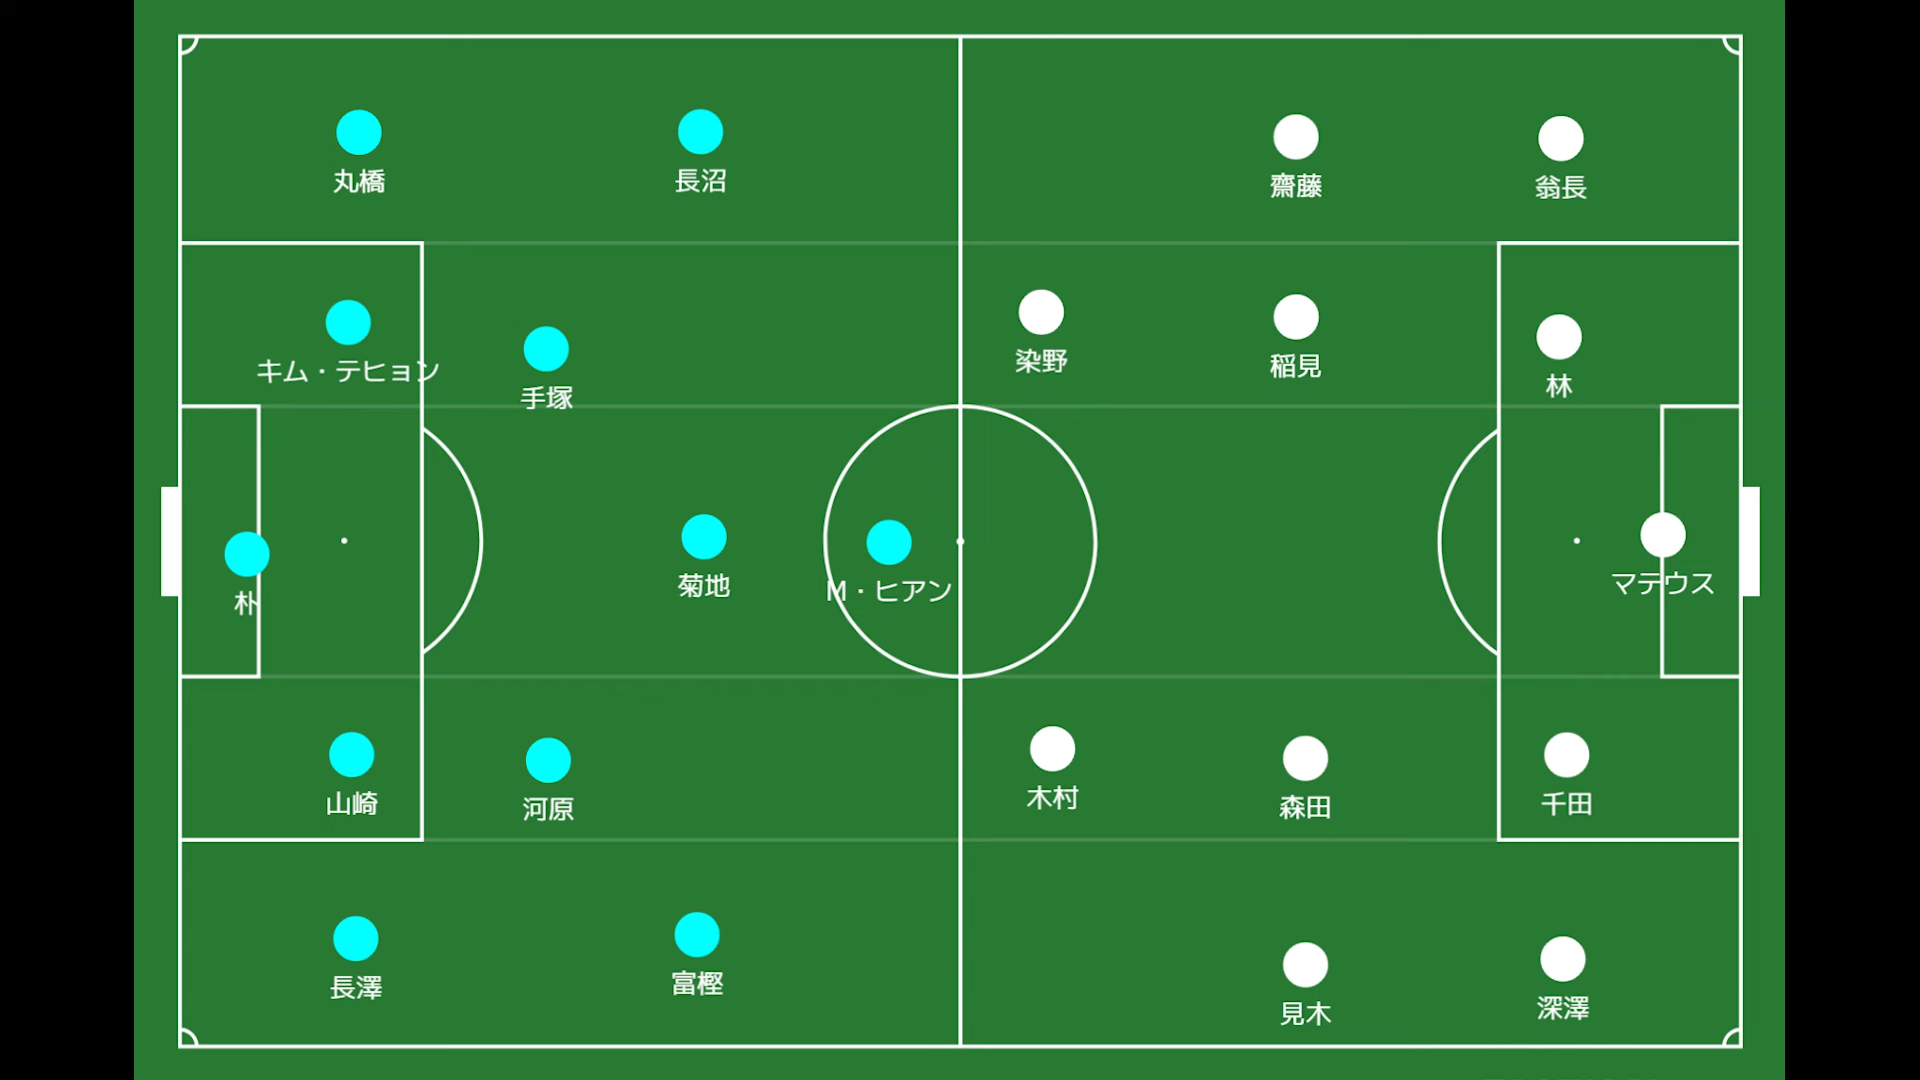 丸橋
長沼
齋藤
翁長
キム・テヒョン
手塚
染野
稲見
林
朴
菊地
M・ヒアン
マテウス
山崎
河原
木村
森田
千田
長澤
富樫
見木
深澤